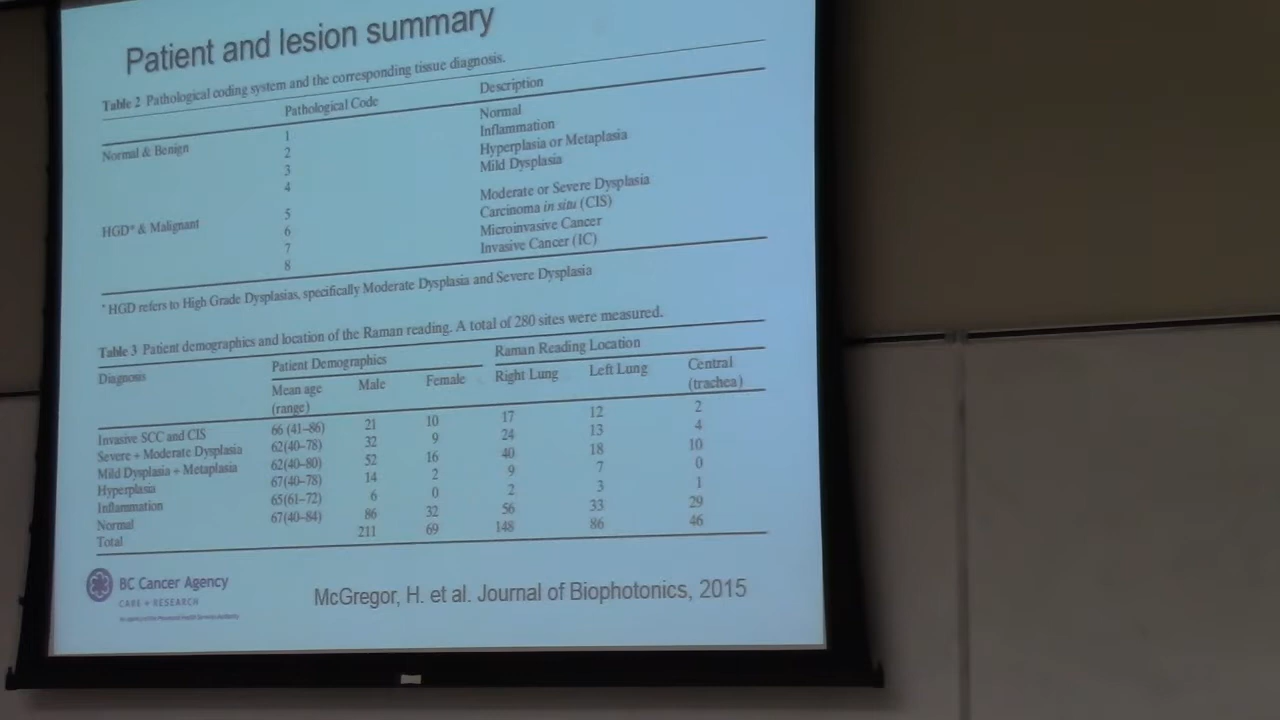 Patient and lesion summary
Table 2 Pathological coding system and the corresponding tissue diagnosis.
Pathological Code Description
Normal & Benign 1 Normal
2 Inflammation
3 Hyperplasia or Metaplasia
4 Mild Dysplasia
HGD* & Malignant 5 Moderate or Severe Dysplasia
6 Carcinoma in situ (CIS)
7 Microinvasive Cancer
8 Invasive Cancer (IC)
* HGD refers to High Grade Dysplasias, specifically Moderate Dysplasia and Severe Dysplasia
Table 3 Patient demographics and location of the Raman reading. A total of 280 sites were measured.
Diagnosis Patient Demographics Raman Reading Location
Mean age (range) Male Female Right Lung Left Lung Central (trachea)
Invasive SCC and CIS 66 (41–86) 21 10 17 12 2
Severe + Moderate Dysplasia 62(40–78) 32 9 24 13 4
Mild Dysplasia + Metaplasia 62(40–80) 52 16 40 18 10
Hyperplasia 67(40–78) 14 2 9 7 0
Inflammation 65(61–72) 6 0 2 3 1
Normal 67(40–84) 86 32 56 33 29
Total 211 69 148 86 46
BC Cancer Agency
CARE + RESEARCH
McGregor, H. et al. Journal of Biophotonics, 2015